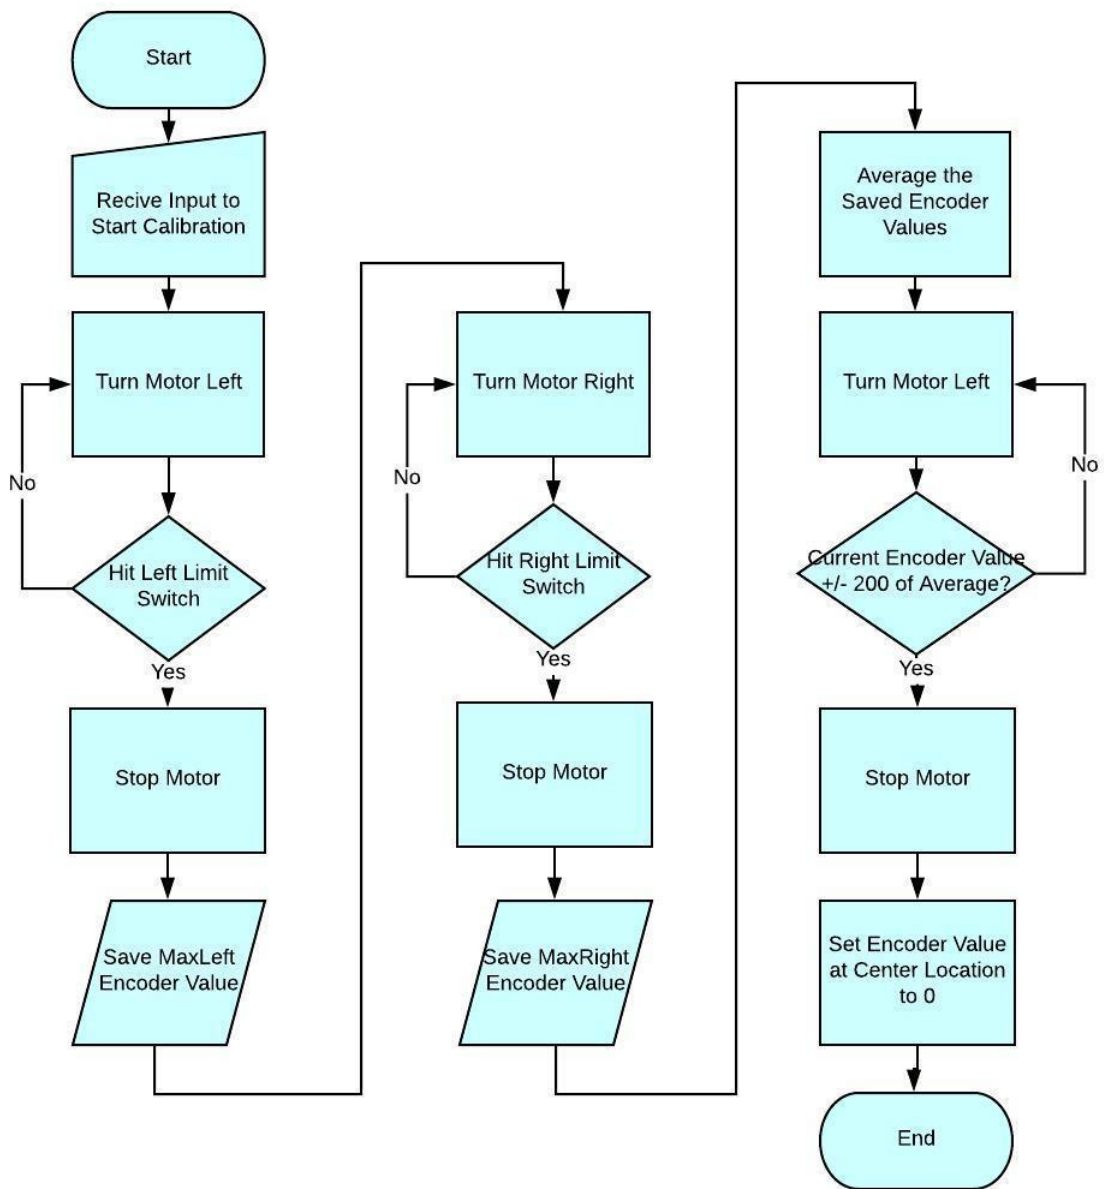 Start
Recive Input to
Start Calibration
Turn Motor Left
No
Hit Left Limit
Switch
Yes
Stop Motor
Save MaxLeft
Encoder Value
Turn Motor Right
No
Hit Right Limit
Switch
Yes
Stop Motor
Save MaxRight
Encoder Value
Average the
Saved Encoder
Values
Turn Motor Left
No
Current Encoder Value
+/- 200 of Average?
Yes
Stop Motor
Set Encoder Value
at Center Location
to 0
End